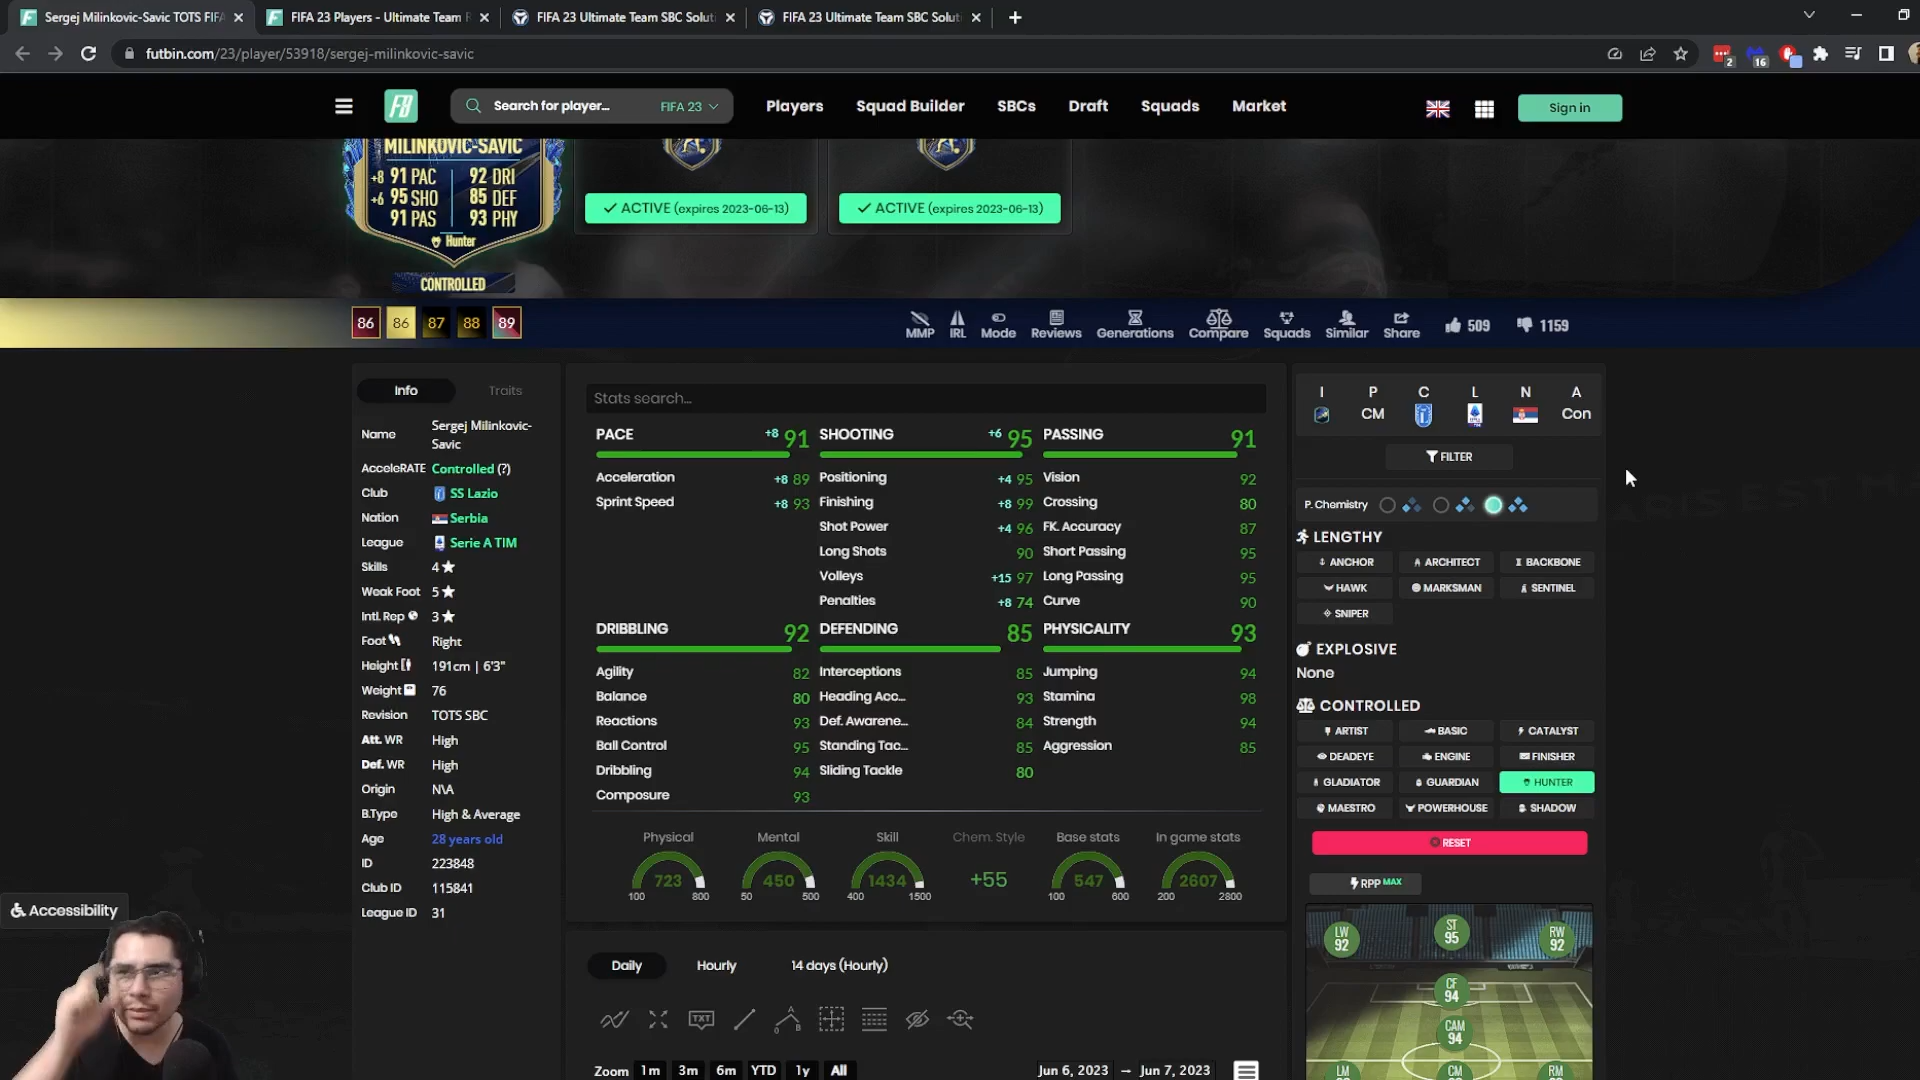 Sergej Milinkovic-Savic TOTS FIFA
FIFA 23 Players - Ultimate Team
FIFA 23 Ultimate Team SBC Soluti
FIFA 23 Ultimate Team SBC Soluti
futbin.com/23/player/53918/sergej-milinkovic-savic
2
16
Search for player...
FIFA 23
Players
Squad Builder
SBCs
Draft
Squads
Market
Sign in
MILINKOVIC-SAVIC
+8 91 PAC 92 DRI
+6 95 SHO 85 DEF
91 PAS 93 PHY
Hunter
CONTROLLED
ACTIVE (expires 2023-06-13)
ACTIVE (expires 2023-06-13)
86 86 87 88 89
MMP
IRL
Mode
Reviews
Generations
Compare
Squads
Similar
Share
509
1159
Info
Traits
Name Sergej Milinkovic-
Savic
AcceleRATE Controlled (?)
Club SS Lazio
Nation Serbia
League Serie A TIM
Skills 4★
Weak Foot 5★
Intl. Rep 3★
Foot Right
Height 191cm | 6'3"
Weight 76
Revision TOTS SBC
Att. WR High
Def. WR High
Origin N\A
B.Type High & Average
Age 28 years old
ID 223848
Club ID 115841
League ID 31
Accessibility
Stats search...
PACE +8 91
Acceleration +8 89
Sprint Speed +8 93
SHOOTING +6 95
Positioning +4 95
Finishing +8 99
Shot Power +4 96
Long Shots 90
Volleys +15 97
Penalties +8 74
PASSING 91
Vision 92
Crossing 80
FK. Accuracy 87
Short Passing 95
Long Passing 95
Curve 90
DRIBBLING 92
Agility 82
Balance 80
Reactions 93
Ball Control 95
Dribbling 94
Composure 93
DEFENDING 85
Interceptions 85
Heading Acc... 93
Def. Awarene... 84
Standing Tac... 85
Sliding Tackle 80
PHYSICALITY 93
Jumping 94
Stamina 98
Strength 94
Aggression 85
Physical
723
100 800
Mental
450
50 500
Skill
1434
400 1500
Chem. Style
+55
Base stats
547
100 600
In game stats
2607
200 2800
Daily
Hourly
14 days (Hourly)
TXT
Zoom 1m 3m 6m YTD 1y All
Jun 6, 2023 → Jun 7, 2023
I P C L N A
CM Con
FILTER
P. Chemistry
LENGTHY
ANCHOR ARCHITECT BACKBONE
HAWK MARKSMAN SENTINEL
SNIPER
EXPLOSIVE
None
CONTROLLED
ARTIST BASIC CATALYST
DEADEYE ENGINE FINISHER
GLADIATOR GUARDIAN HUNTER
MAESTRO POWERHOUSE SHADOW
RESET
RPP MAX
LW 92
ST 95
RW 92
CF 94
CAM 94
LM
CM
RM